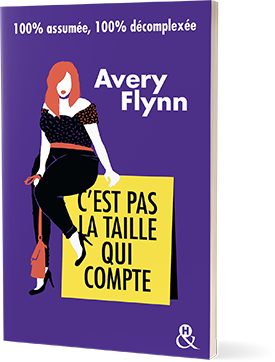 100% assumée, 100% décomplexée
Avery
Flynn
C'EST PAS
LA TAILLE
QUI
COMPTE
H
&